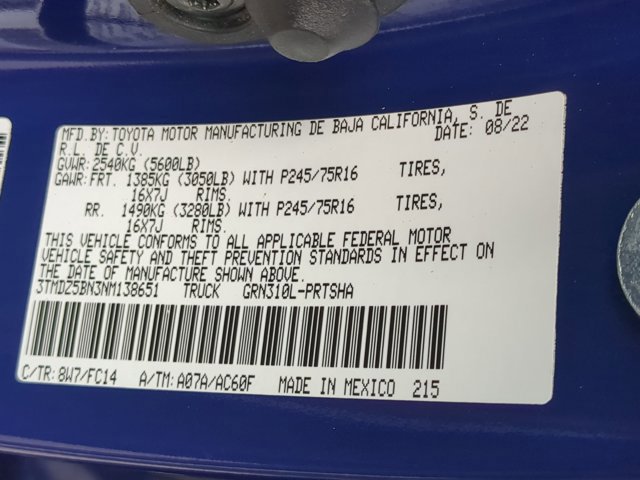 MFD.BY:TOYOTA MOTOR MANUFACTURING DE BAJA CALIFORNIA, S. DE
R.L. DE C.V. DATE: 08/22
GVWR:2540KG (5600LB)
GAWR:FRT. 1385KG (3050LB) WITH P245/75R16 TIRES,
16X7J RIMS.
RR. 1490KG (3280LB) WITH P245/75R16 TIRES,
16X7J RIMS.
THIS VEHICLE CONFORMS TO ALL APPLICABLE FEDERAL MOTOR
VEHICLE SAFETY AND THEFT PREVENTION STANDARDS IN EFFECT ON
THE DATE OF MANUFACTURE SHOWN ABOVE.
3TMDZ5BN3NM138651 TRUCK GRN310L-PRTSHA
C/TR: 8W7/FC14 A/TM: A07A/AC60F MADE IN MEXICO 215